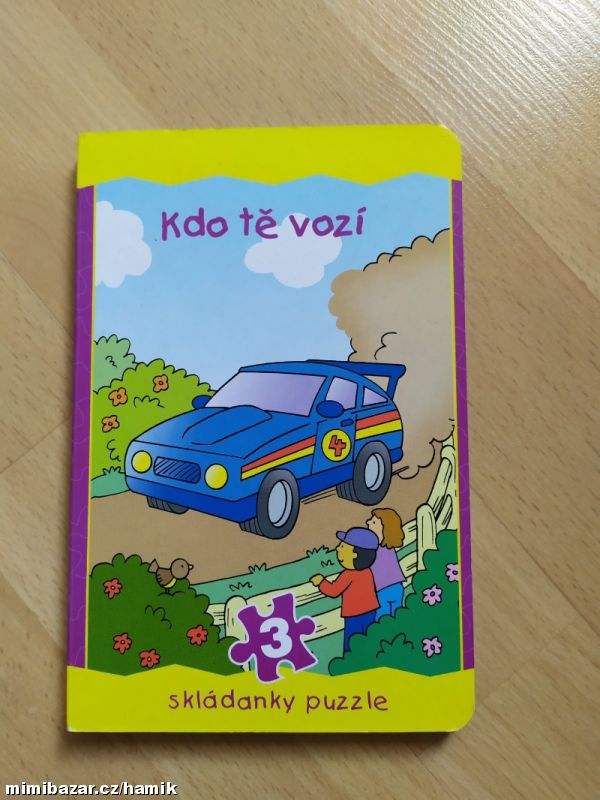 Kdo tě vozí
4
3
skládanky puzzle
mimibazar.cz/hamik